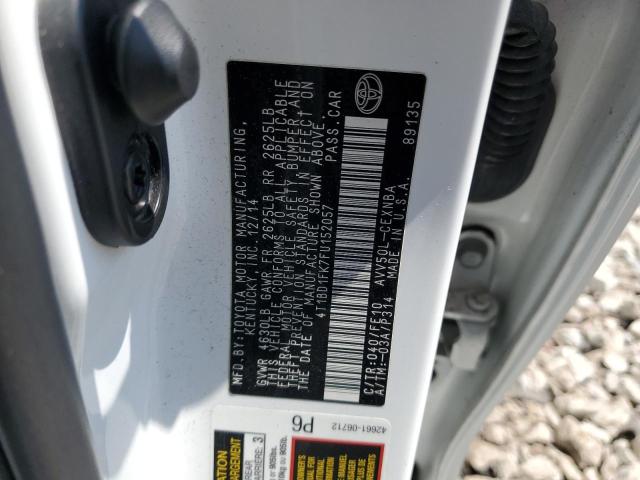 MFD. BY: TOYOTA MOTOR MANUFACTURING,
KENTUCKY, INC. 12/14
GVWR 4630LB GAWR FR 2625LB RR 2625LB
THIS VEHICLE CONFORMS TO ALL APPLICABLE
FEDERAL MOTOR VEHICLE SAFETY, BUMPER, AND
THEFT PREVENTION STANDARDS IN EFFECT ON
THE DATE OF MANUFACTURE SHOWN ABOVE.
4T1BD1FK7FU152057 PASS. CAR
C/TR: 040/FE10 AVV50L-CEXNBA
A/TM: -03A/P314 MADE IN U.S.A.
89135
P6
42661-06712